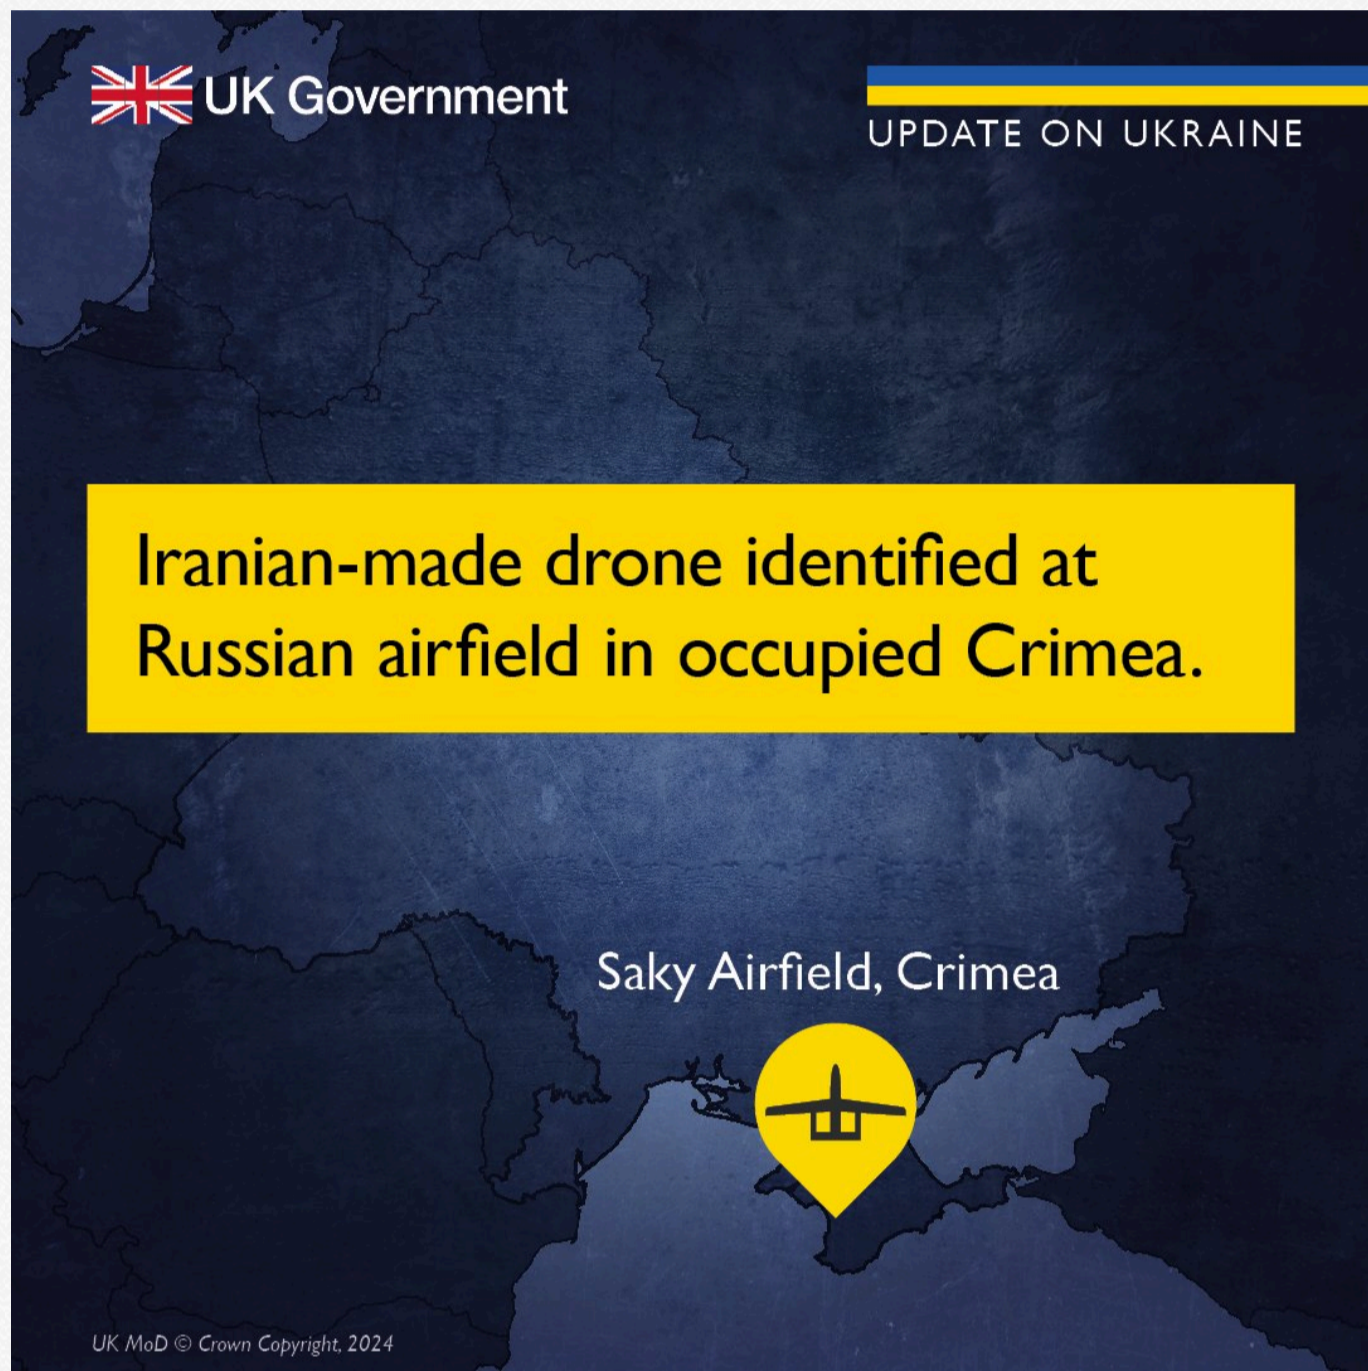 UK Government
UPDATE ON UKRAINE
Iranian-made drone identified at
Russian airfield in occupied Crimea.
Saky Airfield, Crimea
UK MoD © Crown Copyright, 2024